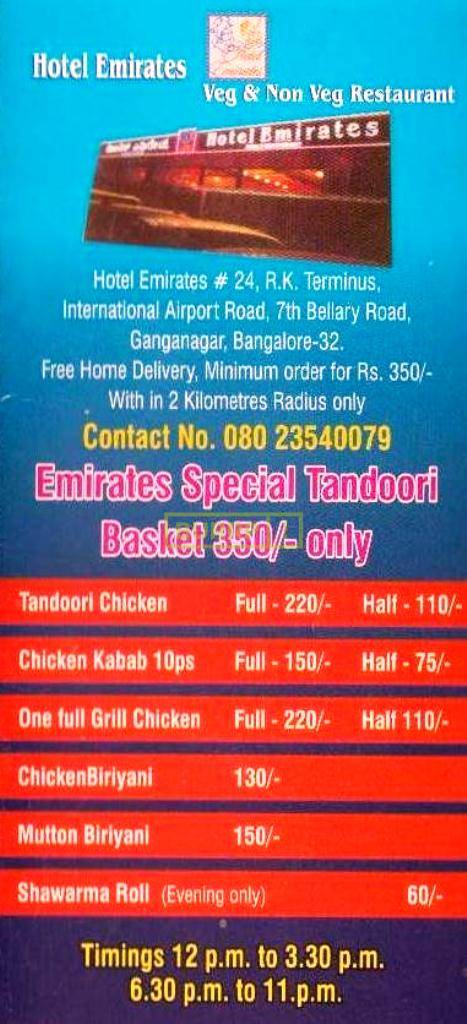 Hotel Emirates
Veg & Non Veg Restaurant
Hotel Emirates
Hotel Emirates # 24, R.K. Terminus,
International Airport Road, 7th Bellary Road,
Ganganagar, Bangalore-32.
Free Home Delivery, Minimum order for Rs. 350/-
With in 2 Kilometres Radius only
Contact No. 080 23540079
Emirates Special Tandoori
Basket 350/- only
Tandoori Chicken Full - 220/- Half - 110/-
Chicken Kabab 10ps Full - 150/- Half - 75/-
One full Grill Chicken Full - 220/- Half 110/-
ChickenBiriyani 130/-
Mutton Biriyani 150/-
Shawarma Roll (Evening only) 60/-
Timings 12 p.m. to 3.30 p.m.
6.30 p.m. to 11.p.m.